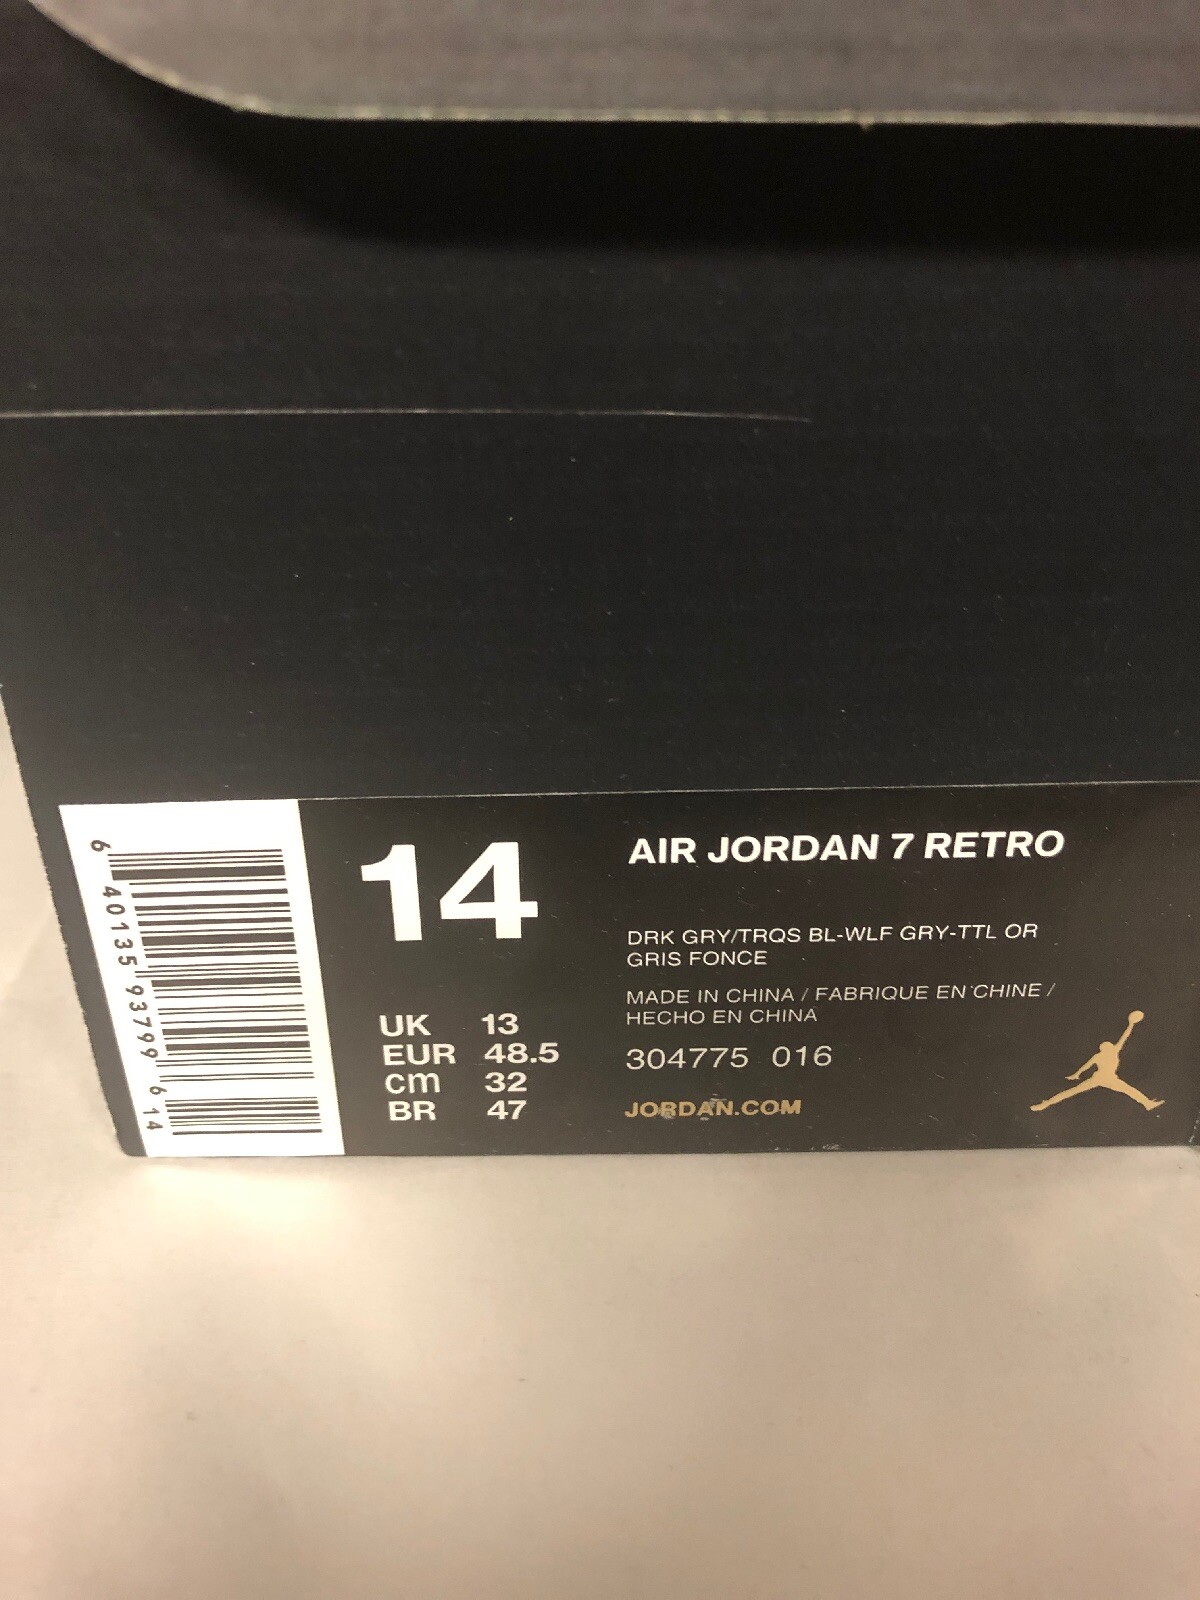 6 40135 93799 6 14
14
UK 13
EUR 48.5
cm 32
BR 47
AIR JORDAN 7 RETRO
DRK GRY/TRQS BL-WLF GRY-TTL OR
GRIS FONCE
MADE IN CHINA / FABRIQUE EN CHINE /
HECHO EN CHINA
304775 016
JORDAN.COM